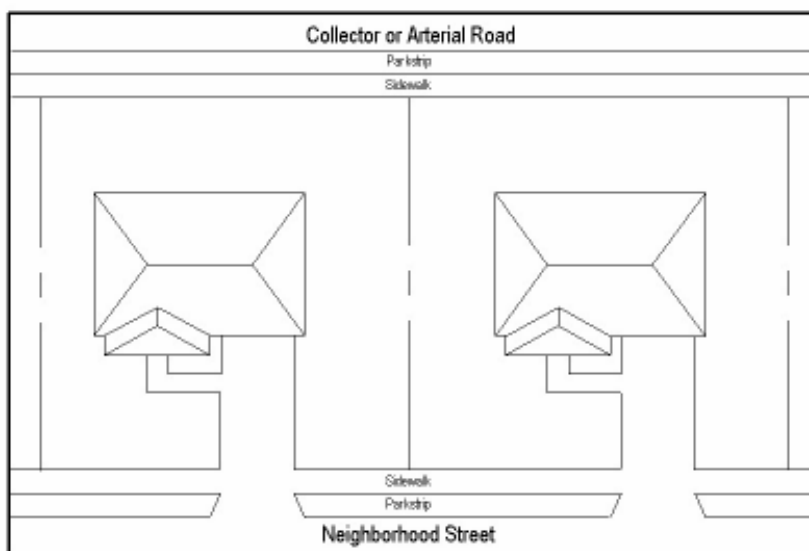 Collector or Arterial Road
Parkstrip
Sidewalk
Sidewalk
Parkstrip
Neighborhood Street